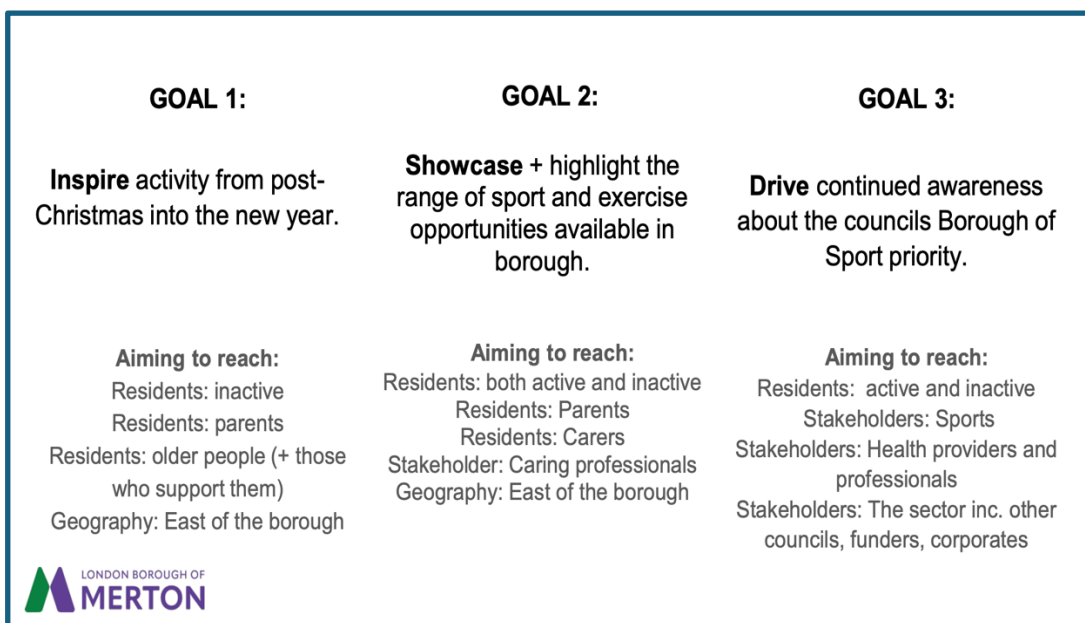 GOAL 1:
Inspire activity from post-
Christmas into the new year.
Aiming to reach:
Residents: inactive
Residents: parents
Residents: older people (+ those
who support them)
Geography: East of the borough
GOAL 2:
Showcase + highlight the
range of sport and exercise
opportunities available in
borough.
Aiming to reach:
Residents: both active and inactive
Residents: Parents
Residents: Carers
Stakeholder: Caring professionals
Geography: East of the borough
GOAL 3:
Drive continued awareness
about the councils Borough of
Sport priority.
Aiming to reach:
Residents:  active and inactive
Stakeholders: Sports
Stakeholders: Health providers and
professionals
Stakeholders: The sector inc. other
councils, funders, corporates
LONDON BOROUGH OF
MERTON